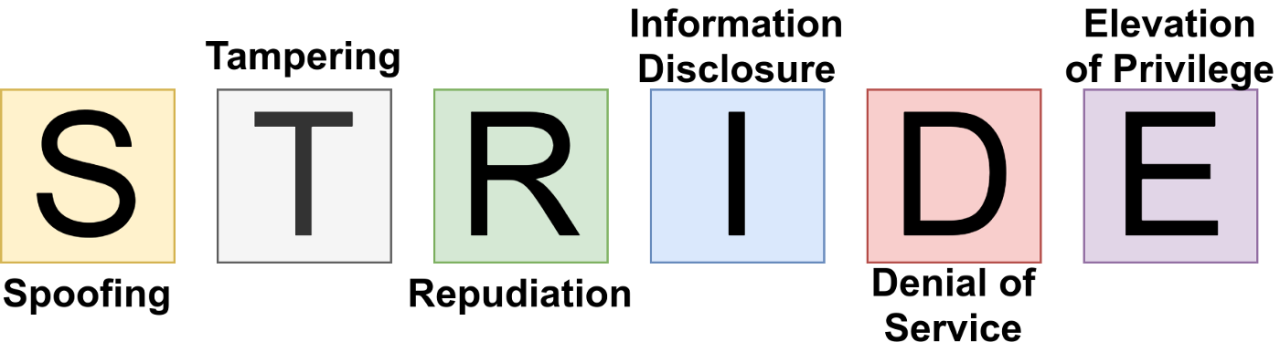 Tampering
Information
Disclosure
Elevation
of Privilege
S T R I D E
Spoofing
Repudiation
Denial of
Service